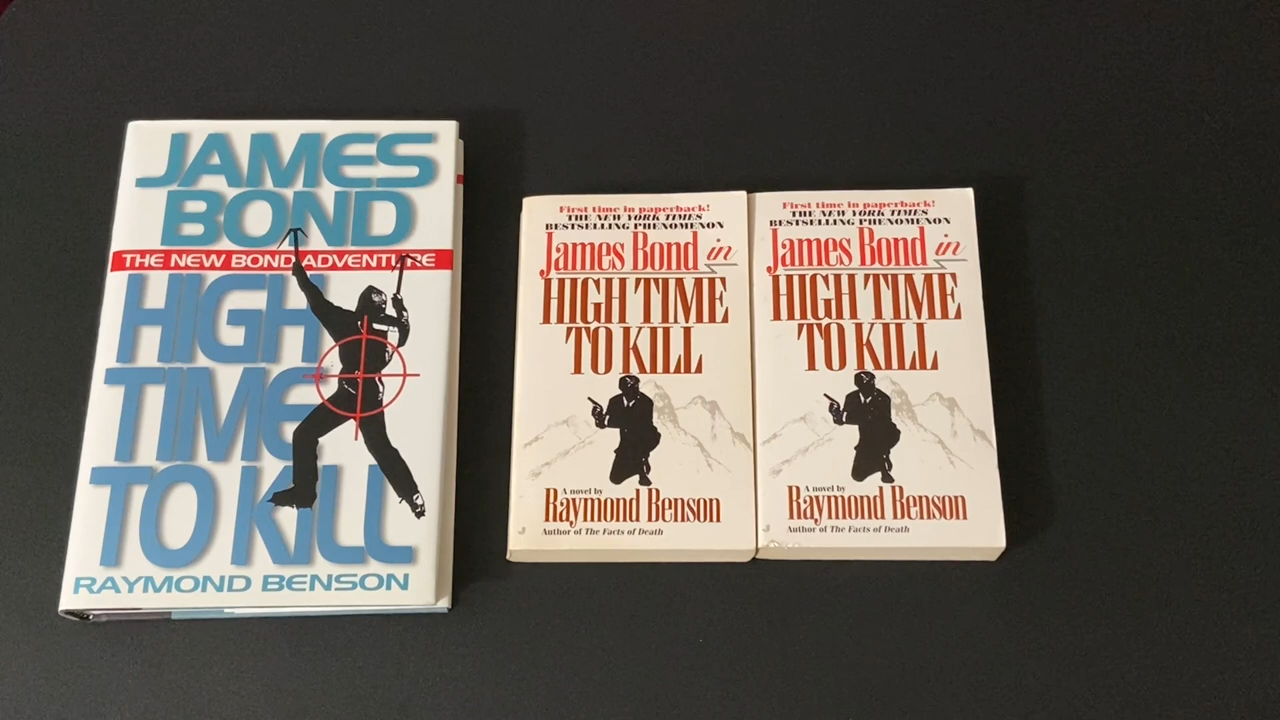 JAMES
BOND
THE NEW BOND ADVENTURE
HIGH
TIME
TO KILL
RAYMOND BENSON
First time in paperback!
THE NEW YORK TIMES
BESTSELLING PHENOMENON
James Bond in
HIGH TIME
TO KILL
A novel by
Raymond Benson
Author of The Facts of Death
J
First time in paperback!
THE NEW YORK TIMES
BESTSELLING PHENOMENON
James Bond in
HIGH TIME
TO KILL
A novel by
Raymond Benson
Author of The Facts of Death